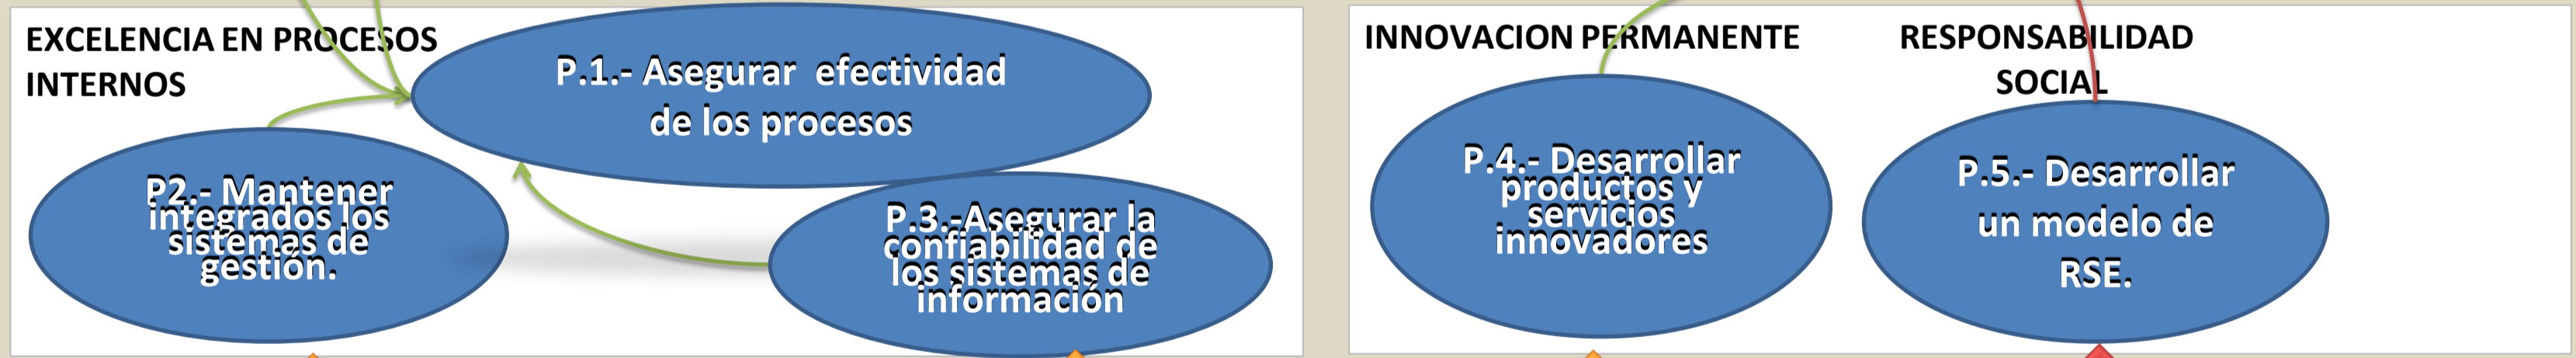 EXCELENCIA EN PROCESOS
INTERNOS
P.1.- Asegurar efectividad
de los procesos
P2.- Mantener
integrados los
sistemas de
gestión.
P.3.-Asegurar la
confiabilidad de
los sistemas de
información
INNOVACION PERMANENTE
RESPONSABILIDAD
SOCIAL
P.4.- Desarrollar
productos y
servicios
innovadores
P.5.- Desarrollar
un modelo de
RSE.